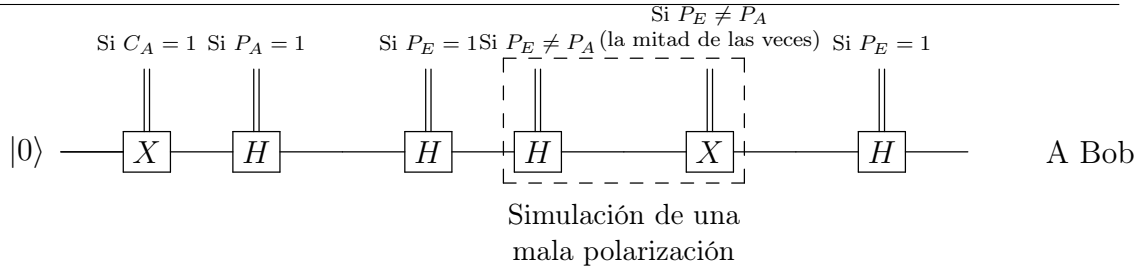 Si $P_E \neq P_A$
Si $C_A = 1$ Si $P_A = 1$ Si $P_E = 1$ Si $P_E \neq P_A$ (la mitad de las veces) Si $P_E = 1$
|0⟩ X H H H X H A Bob
Simulación de una
mala polarización